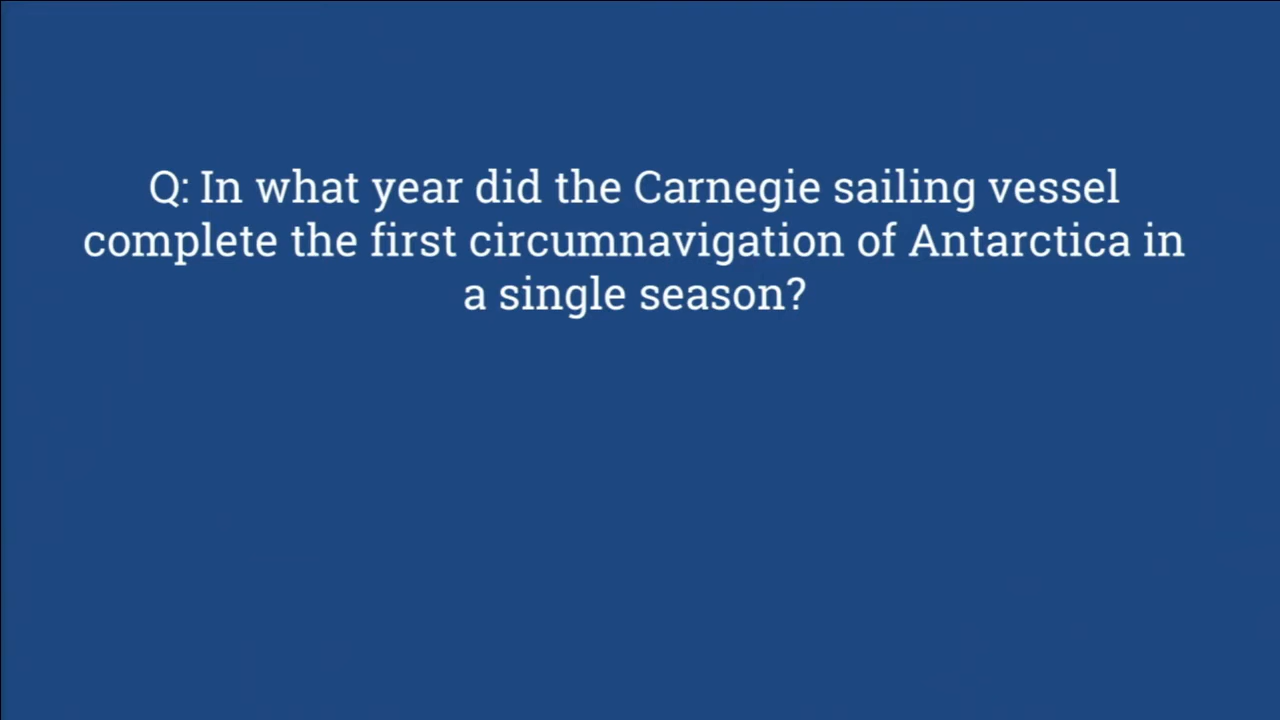 Q: In what year did the Carnegie sailing vessel
complete the first circumnavigation of Antarctica in
a single season?